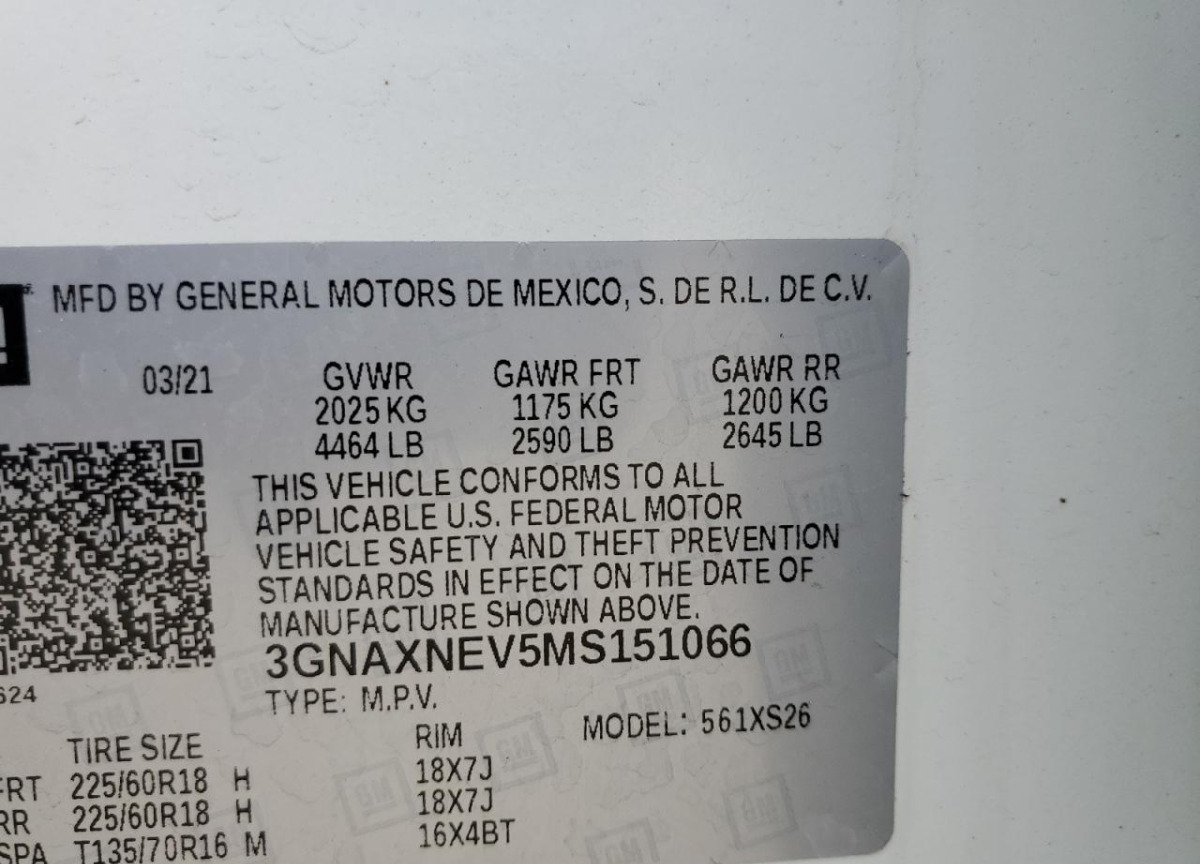 MFD BY GENERAL MOTORS DE MEXICO, S. DE R.L. DE C.V.
03/21 GVWR GAWR FRT GAWR RR
2025 KG 1175 KG 1200 KG
4464 LB 2590 LB 2645 LB
THIS VEHICLE CONFORMS TO ALL
APPLICABLE U.S. FEDERAL MOTOR
VEHICLE SAFETY AND THEFT PREVENTION
STANDARDS IN EFFECT ON THE DATE OF
MANUFACTURE SHOWN ABOVE.
3GNAXNEV5MS151066
624
TYPE: M.P.V.
TIRE SIZE RIM MODEL: 561XS26
FRT 225/60R18 H 18X7J
RR 225/60R18 H 18X7J
SPA T135/70R16 M 16X4BT